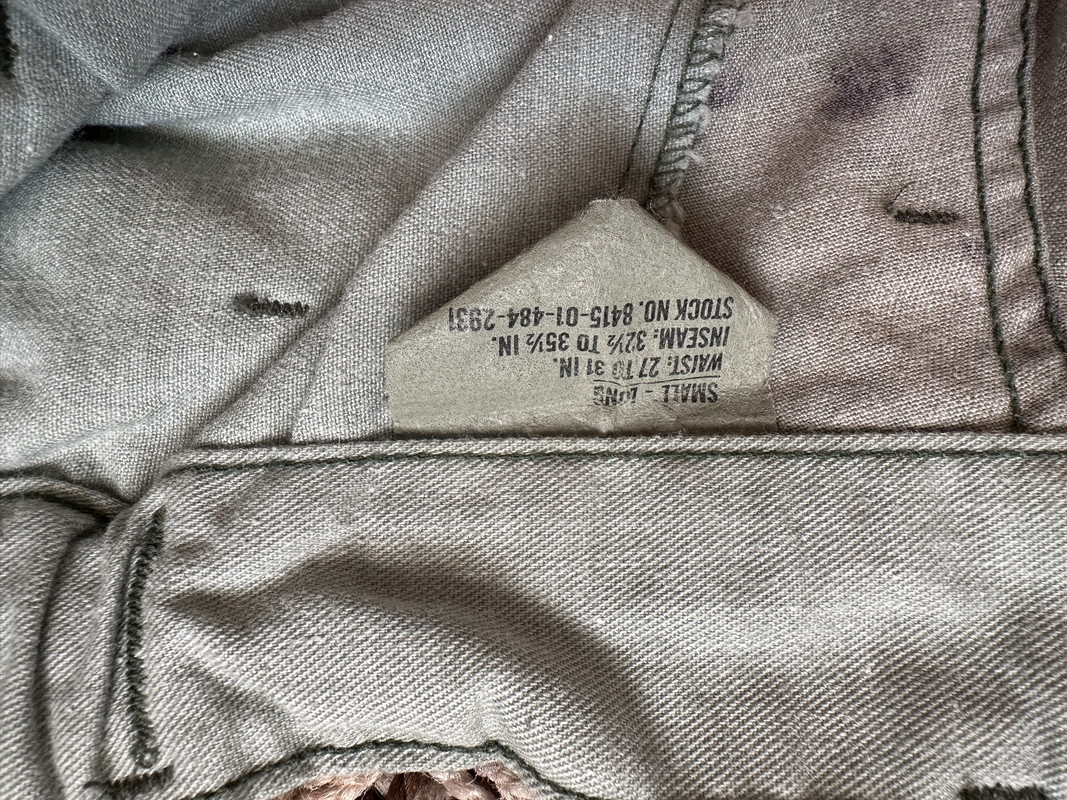 SMALL - LONG
WAIST. 27 TO 31 IN.
INSEAM. 32½ TO 35½ IN.
STOCK NO. 8415-01-484-2931